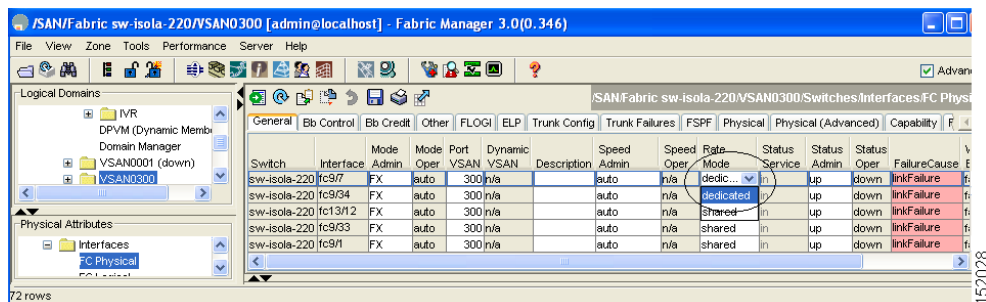 /SAN/Fabric sw-isola-220/VSAN0300 [admin@localhost] - Fabric Manager 3.0(0.346)
File View Zone Tools Performance Server Help
Advan
Logical Domains
/SAN/Fabric sw-isola-220/VSAN0300/Switches/Interfaces/FC Physi
IVR
DPVM (Dynamic Membe
Domain Manager
VSAN0001 (down)
VSAN0300
General Bb Control Bb Credit Other FLOGI ELP Trunk Config Trunk Failures FSPF Physical Physical (Advanced) Capability F
Switch Interface Mode Admin Mode Oper Port VSAN Dynamic VSAN Description Speed Admin Speed Oper Rate Mode Status Service Status Admin Status Oper FailureCause
sw-isola-220 fc9/7 FX auto 300 n/a auto n/a dedic... in up down linkFailure
sw-isola-220 fc9/34 FX auto 300 n/a auto n/a dedicated in up down linkFailure
sw-isola-220 fc13/12 FX auto 300 n/a auto n/a shared in up down linkFailure
sw-isola-220 fc9/33 FX auto 300 n/a auto n/a shared in up down linkFailure
sw-isola-220 fc9/1 FX auto 300 n/a auto n/a shared in up down linkFailure
Physical Attributes
Interfaces
FC Physical
72 rows
152028